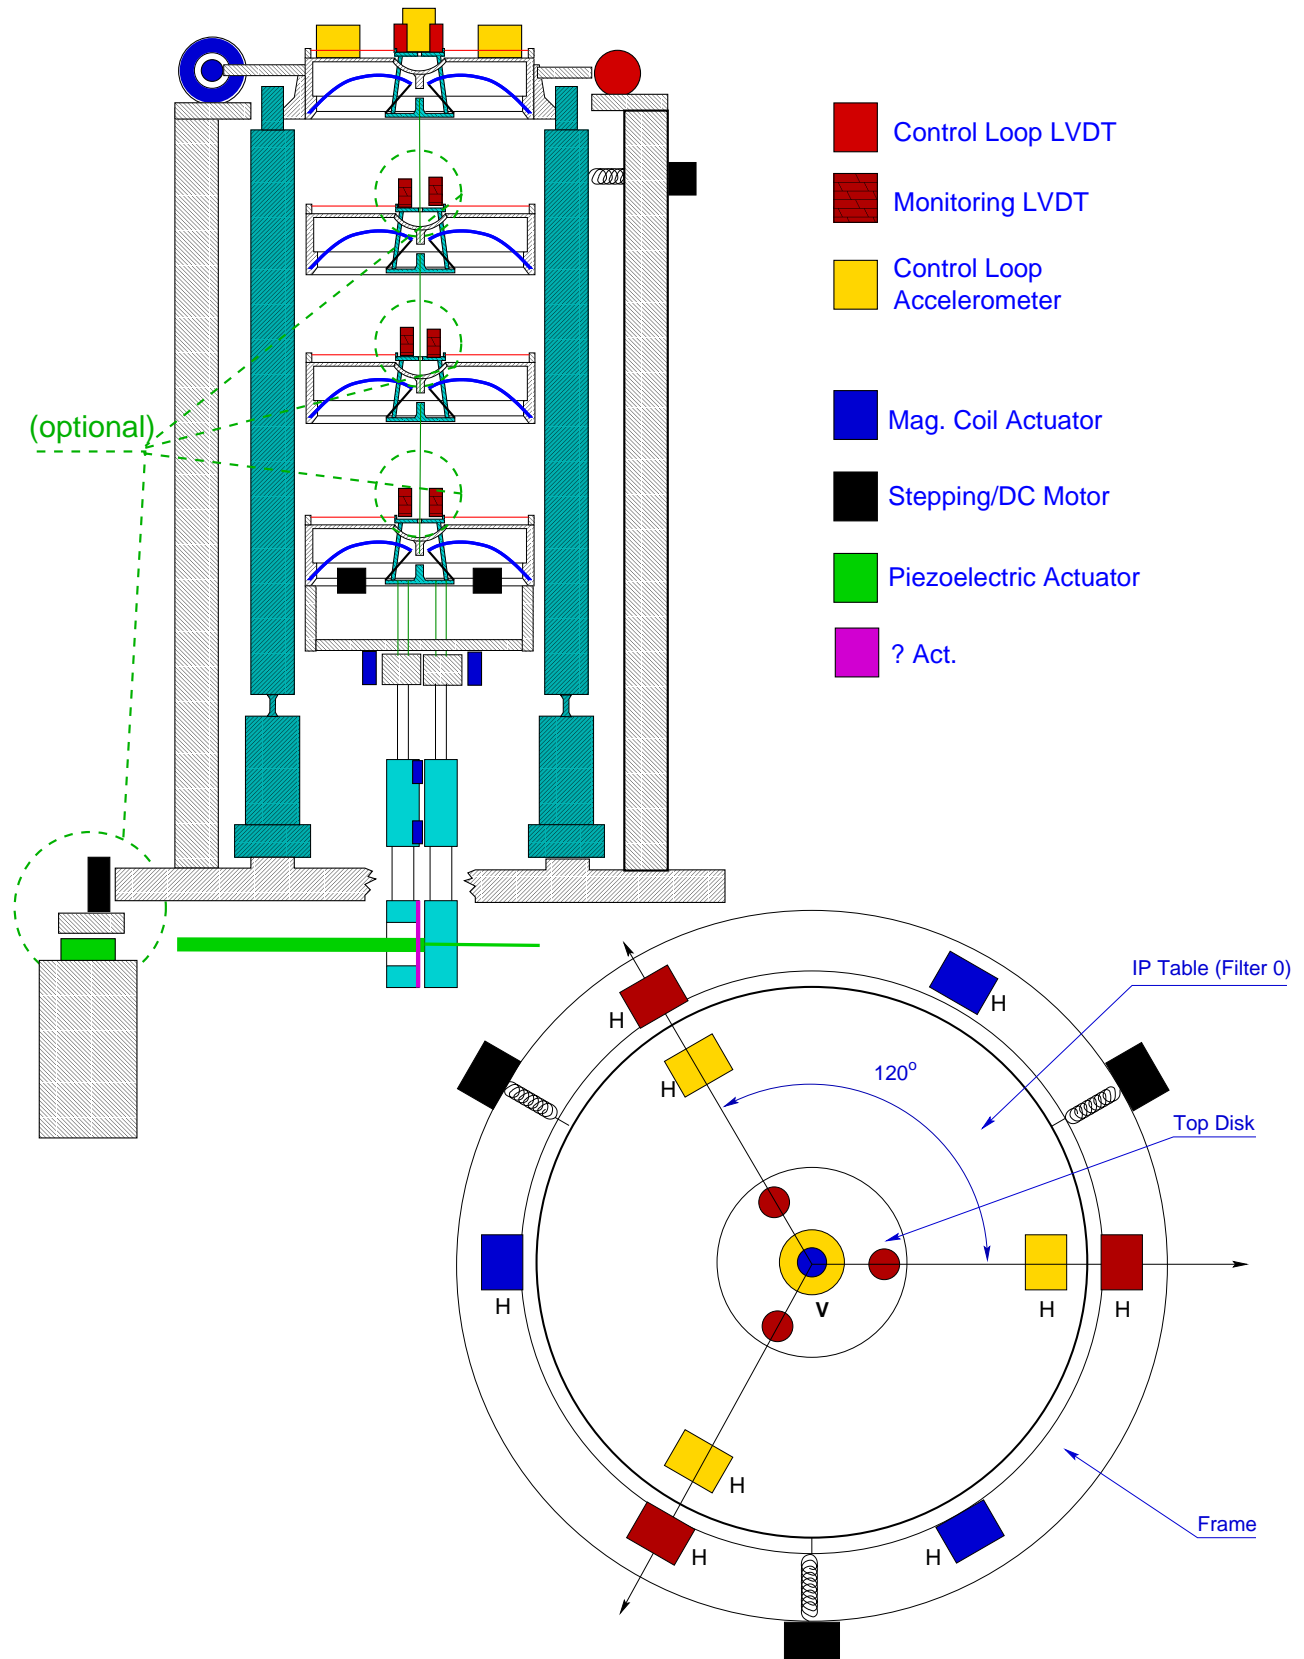 Control Loop LVDT
Monitoring LVDT
Control Loop
Accelerometer
Mag. Coil Actuator
(optional)
Stepping/DC Motor
Piezoelectric Actuator
? Act.
IP Table (Filter 0)
H
H
120o
H
Top Disk
H
V
H
H
H
Frame
H
H